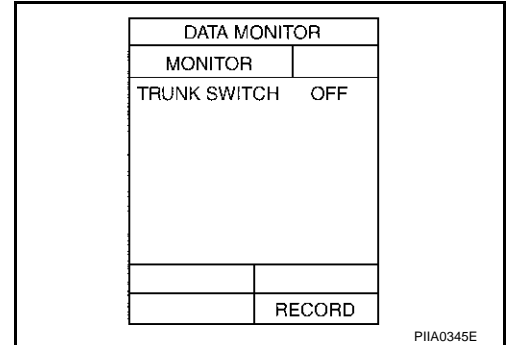 DATA MONITOR
MONITOR
TRUNK SWITCH OFF
RECORD
PIIA0345E